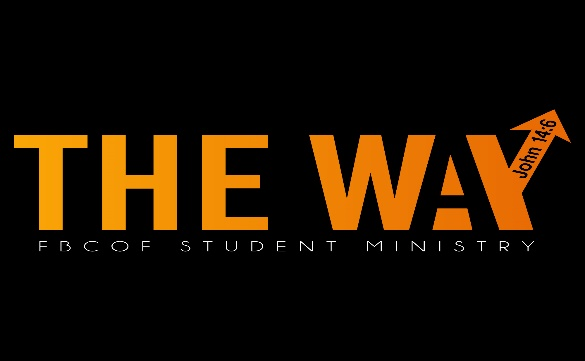 THE WAY
John 14:6
FBCOF STUDENT MINISTRY